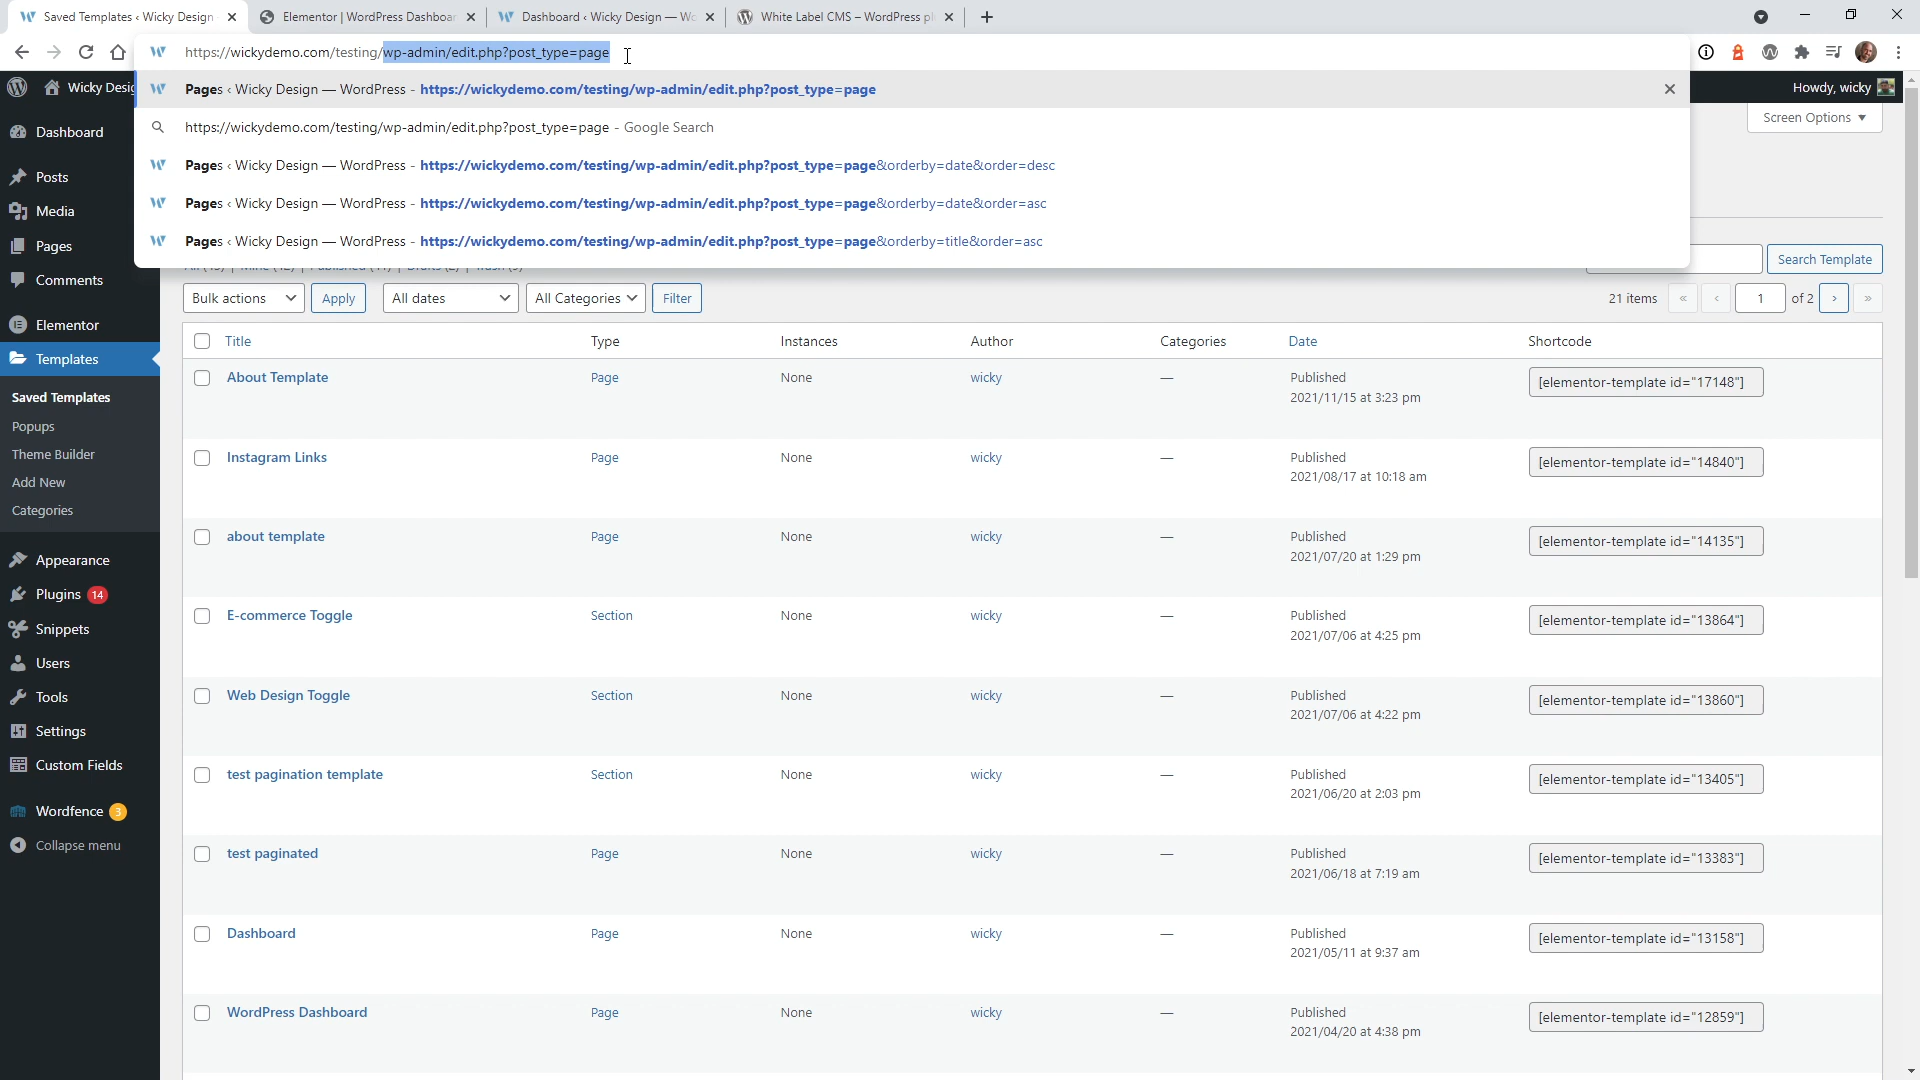 Saved Templates ‹ Wicky Design
Elementor | WordPress Dashboar
Dashboard ‹ Wicky Design — Wo
White Label CMS – WordPress pl
https://wickydemo.com/testing/wp-admin/edit.php?post_type=page
Pages ‹ Wicky Design — WordPress - https://wickydemo.com/testing/wp-admin/edit.php?post_type=page
https://wickydemo.com/testing/wp-admin/edit.php?post_type=page - Google Search
Pages ‹ Wicky Design — WordPress - https://wickydemo.com/testing/wp-admin/edit.php?post_type=page&orderby=date&order=desc
Pages ‹ Wicky Design — WordPress - https://wickydemo.com/testing/wp-admin/edit.php?post_type=page&orderby=date&order=asc
Pages ‹ Wicky Design — WordPress - https://wickydemo.com/testing/wp-admin/edit.php?post_type=page&orderby=title&order=asc
Wicky Desig
Howdy, wicky
Screen Options
Dashboard
Posts
Media
Pages
Comments
Elementor
Templates
Saved Templates
Popups
Theme Builder
Add New
Categories
Appearance
Plugins 14
Snippets
Users
Tools
Settings
Custom Fields
Wordfence 3
Collapse menu
Search Template
Bulk actions Apply All dates All Categories Filter
21 items « ‹ 1 of 2 › »
Title Type Instances Author Categories Date Shortcode
About Template Page None wicky — Published [elementor-template id="17148"]
2021/11/15 at 3:23 pm
Instagram Links Page None wicky — Published [elementor-template id="14840"]
2021/08/17 at 10:18 am
about template Page None wicky — Published [elementor-template id="14135"]
2021/07/20 at 1:29 pm
E-commerce Toggle Section None wicky — Published [elementor-template id="13864"]
2021/07/06 at 4:25 pm
Web Design Toggle Section None wicky — Published [elementor-template id="13860"]
2021/07/06 at 4:22 pm
test pagination template Section None wicky — Published [elementor-template id="13405"]
2021/06/20 at 2:03 pm
test paginated Page None wicky — Published [elementor-template id="13383"]
2021/06/18 at 7:19 am
Dashboard Page None wicky — Published [elementor-template id="13158"]
2021/05/11 at 9:37 am
WordPress Dashboard Page None wicky — Published [elementor-template id="12859"]
2021/04/20 at 4:38 pm